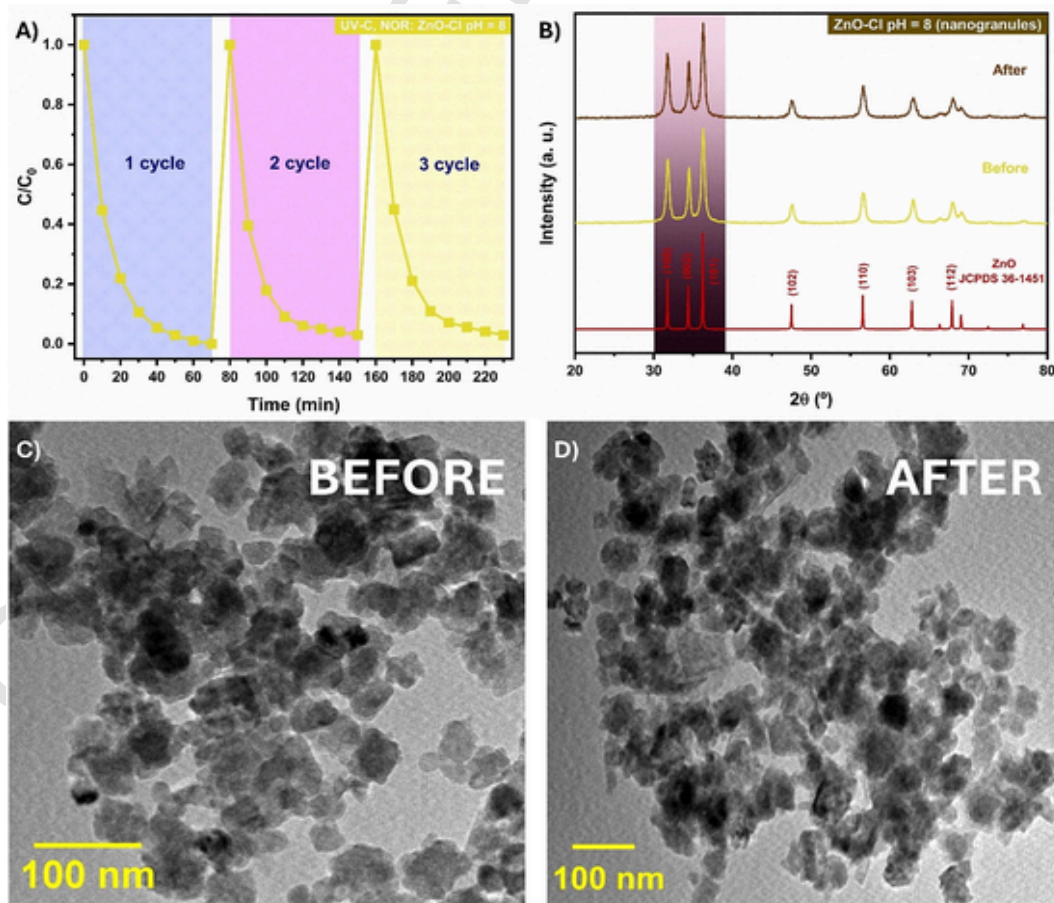 A)
UV-C, NOR: ZnO-Cl pH = 8
1.0
0.8
0.6
0.4
0.2
0.0
C/C₀
1 cycle
2 cycle
3 cycle
0 20 40 60 80 100 120 140 160 180 200 220
Time (min)
B)
ZnO-Cl pH = 8 (nanogranules)
After
Before
ZnO
JCPDS 36-1451
(101)
(102)
(110)
(103)
(112)
Intensity (a. u.)
20 30 40 50 60 70 80
2θ (º)
C)
BEFORE
100 nm
D)
AFTER
100 nm